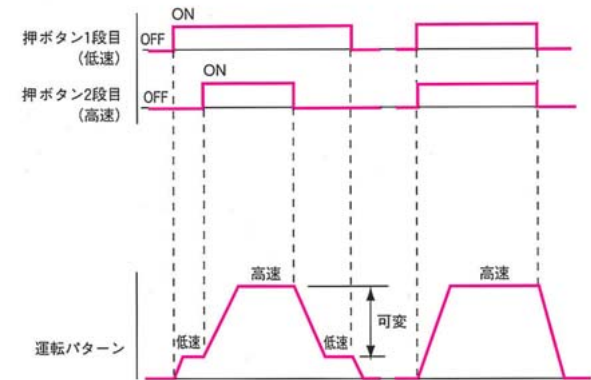 ON
押ボタン1段目 OFF
(低速)
ON
押ボタン2段目 OFF
(高速)
高速
高速
可変
低速
低速
運転パターン